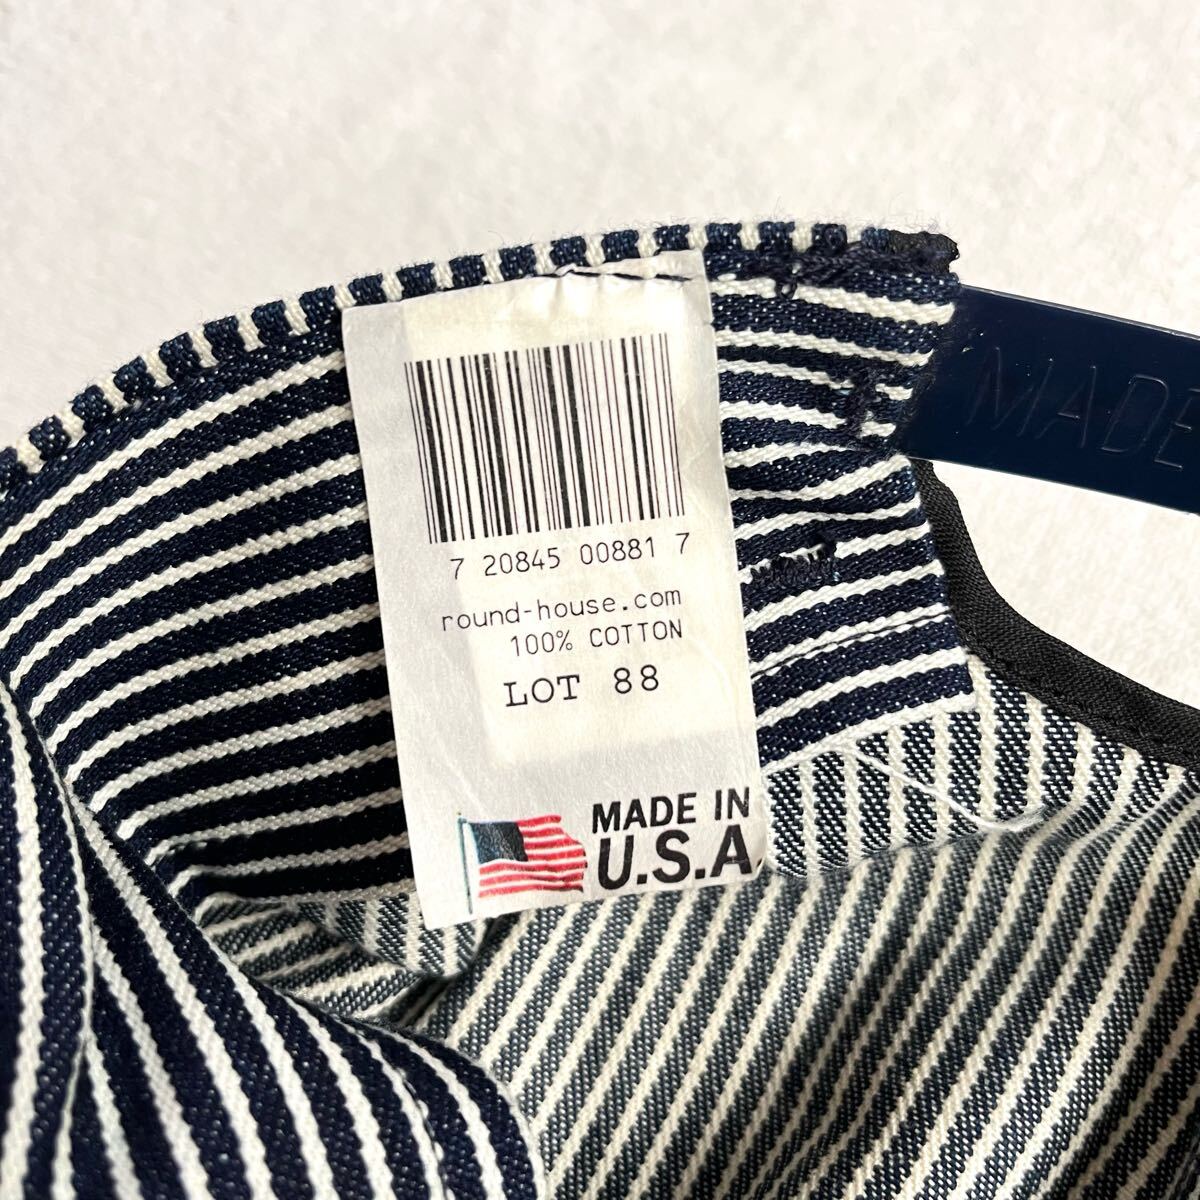 7 20845 00881 7
round-house.com
100% COTTON
LOT 88
MADE IN
U.S.A.
MADE